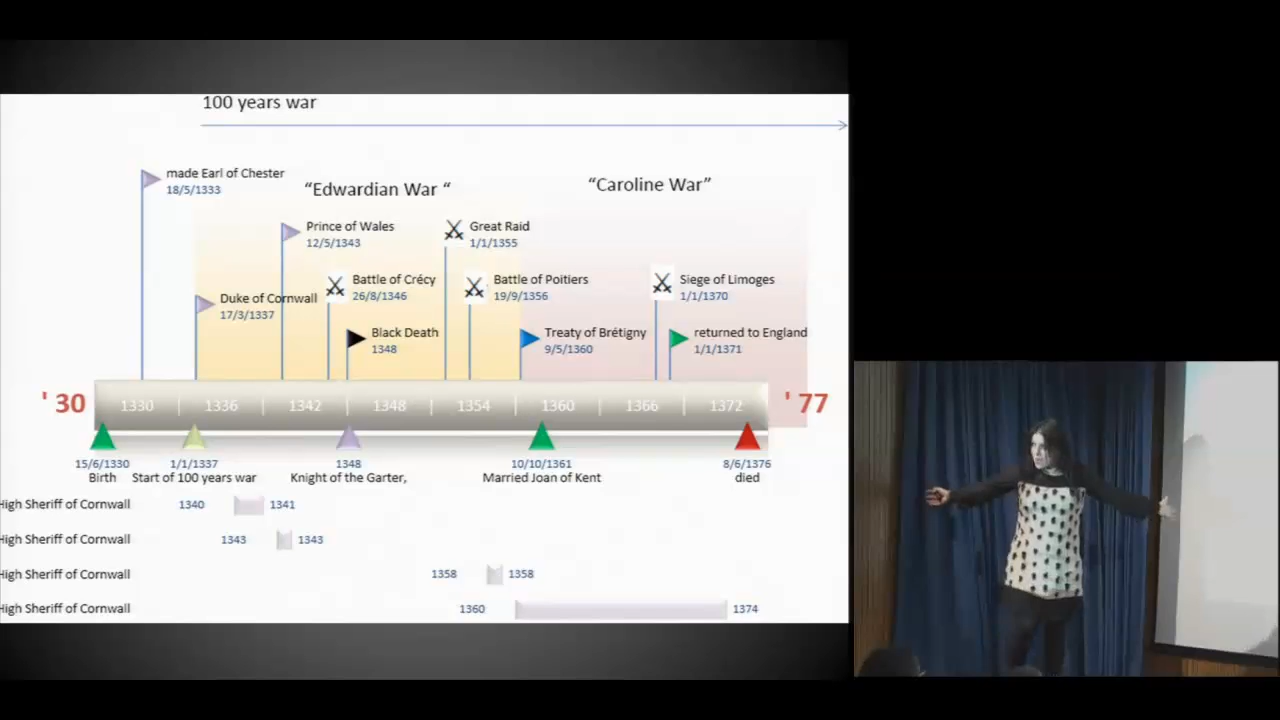 100 years war
made Earl of Chester
18/5/1333
“Edwardian War “
“Caroline War”
Prince of Wales
12/5/1343
Great Raid
1/1/1355
Battle of Crécy
26/8/1346
Battle of Poitiers
19/9/1356
Siege of Limoges
1/1/1370
Duke of Cornwall
17/3/1337
Black Death
1348
Treaty of Brétigny
9/5/1360
returned to England
1/1/1371
' 30 1330 1336 1342 1348 1354 1360 1366 1372 ' 77
15/6/1330
Birth
1/1/1337
Start of 100 years war
1348
Knight of the Garter,
10/10/1361
Married Joan of Kent
8/6/1376
died
High Sheriff of Cornwall 1340 1341
High Sheriff of Cornwall 1343 1343
High Sheriff of Cornwall 1358 1358
High Sheriff of Cornwall 1360 1374